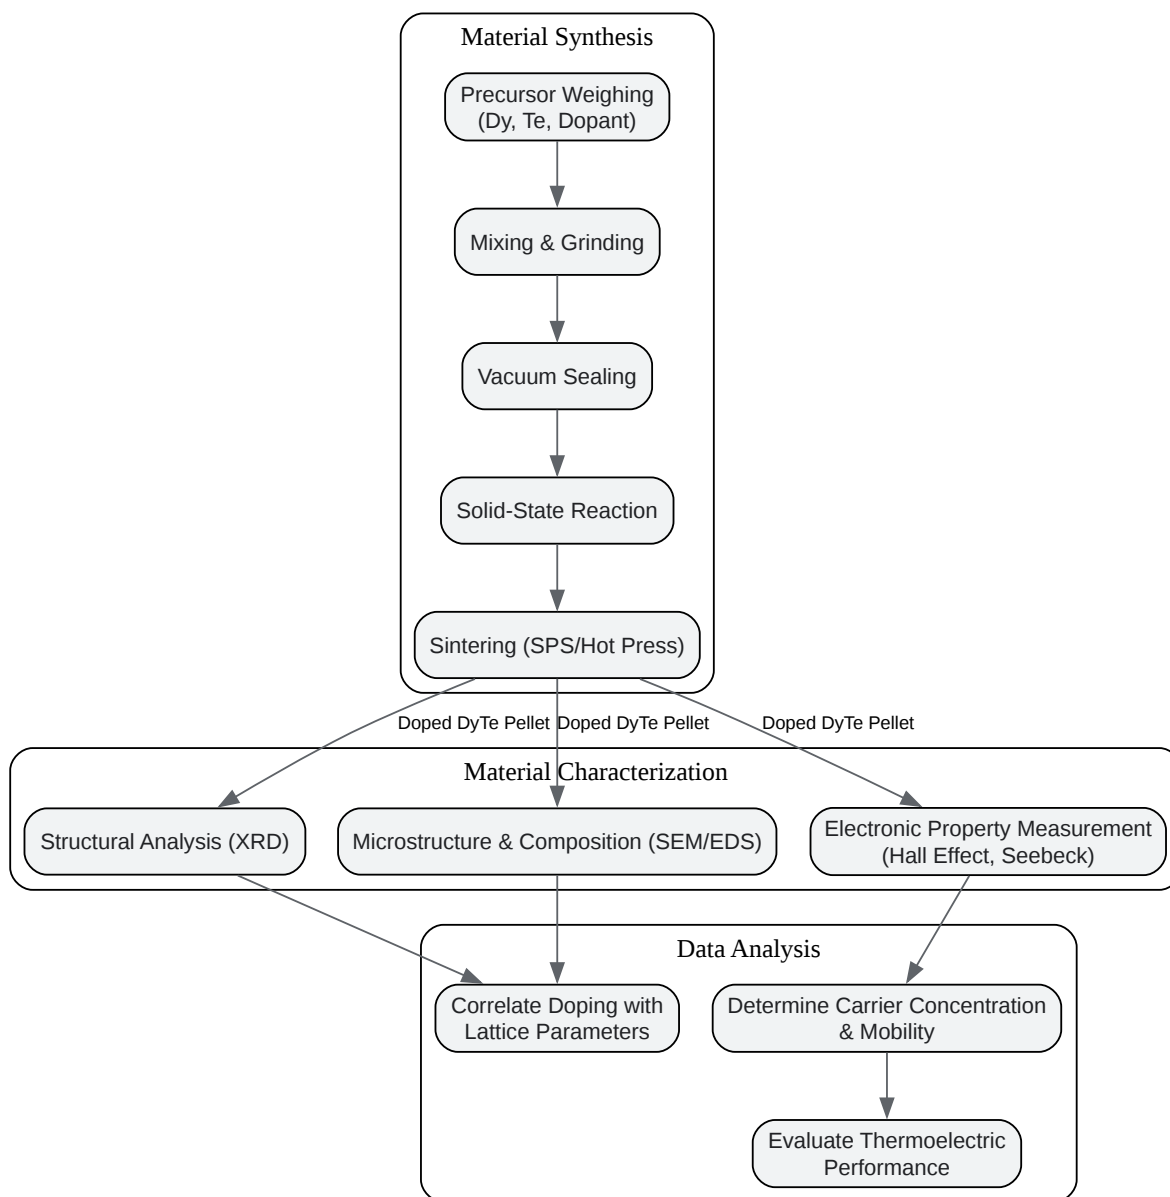 Material Synthesis
Precursor Weighing
(Dy, Te, Dopant)
Mixing & Grinding
Vacuum Sealing
Solid-State Reaction
Sintering (SPS/Hot Press)
Doped DyTe Pellet
Doped DyTe Pellet
Doped DyTe Pellet
Material Characterization
Structural Analysis (XRD)
Microstructure & Composition (SEM/EDS)
Electronic Property Measurement
(Hall Effect, Seebeck)
Data Analysis
Correlate Doping with
Lattice Parameters
Determine Carrier Concentration
& Mobility
Evaluate Thermoelectric
Performance